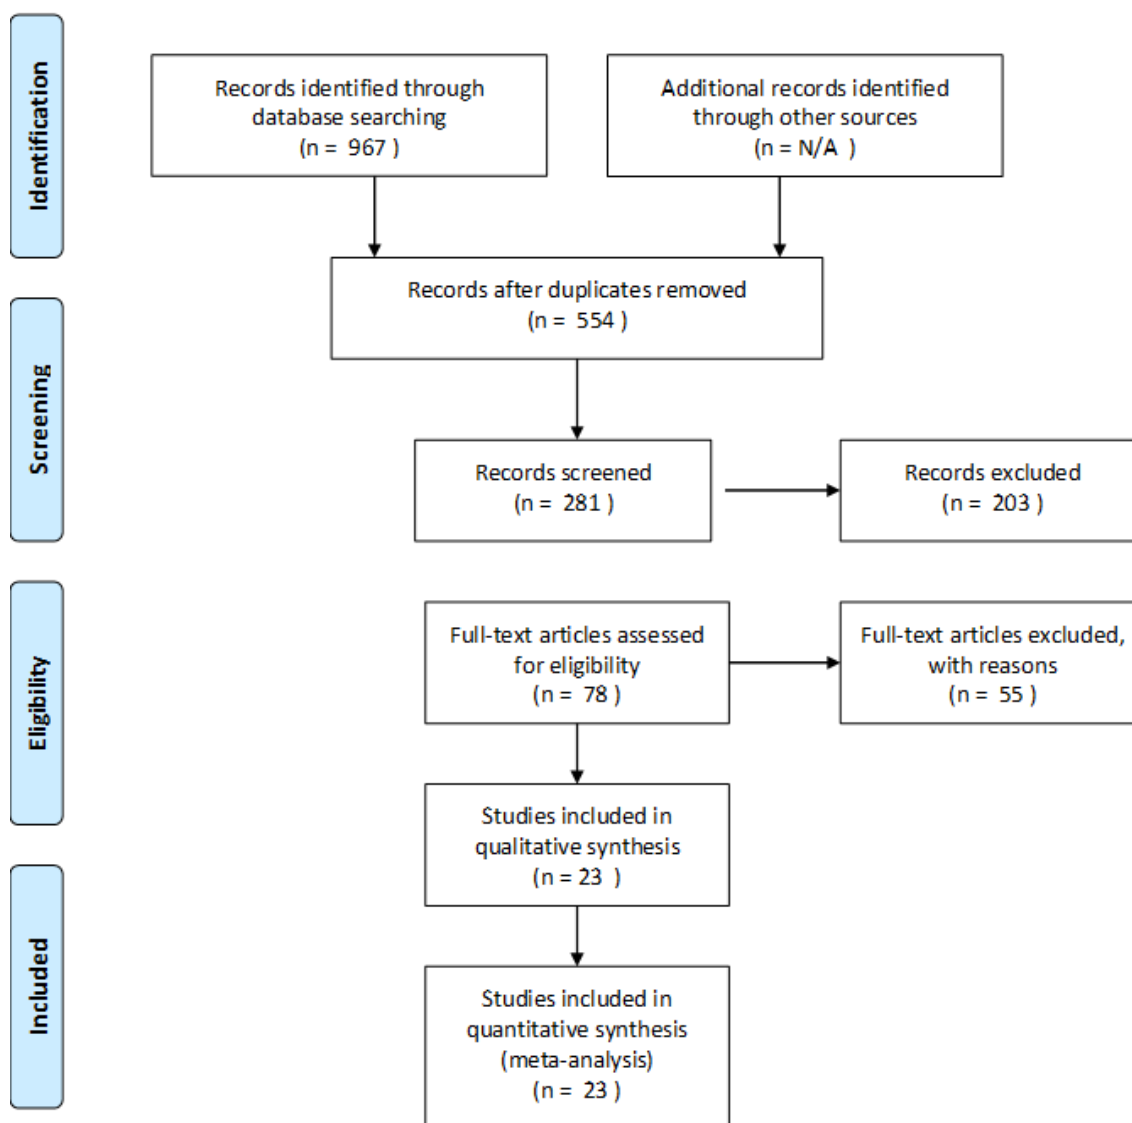 Identification
Records identified through
database searching
(n = 967 )
Additional records identified
through other sources
(n = N/A )
Records after duplicates removed
(n = 554 )
Screening
Records screened
(n = 281 )
Records excluded
(n = 203 )
Eligibility
Full-text articles assessed
for eligibility
(n = 78 )
Full-text articles excluded,
with reasons
(n = 55 )
Studies included in
qualitative synthesis
(n = 23 )
Included
Studies included in
quantitative synthesis
(meta-analysis)
(n = 23 )